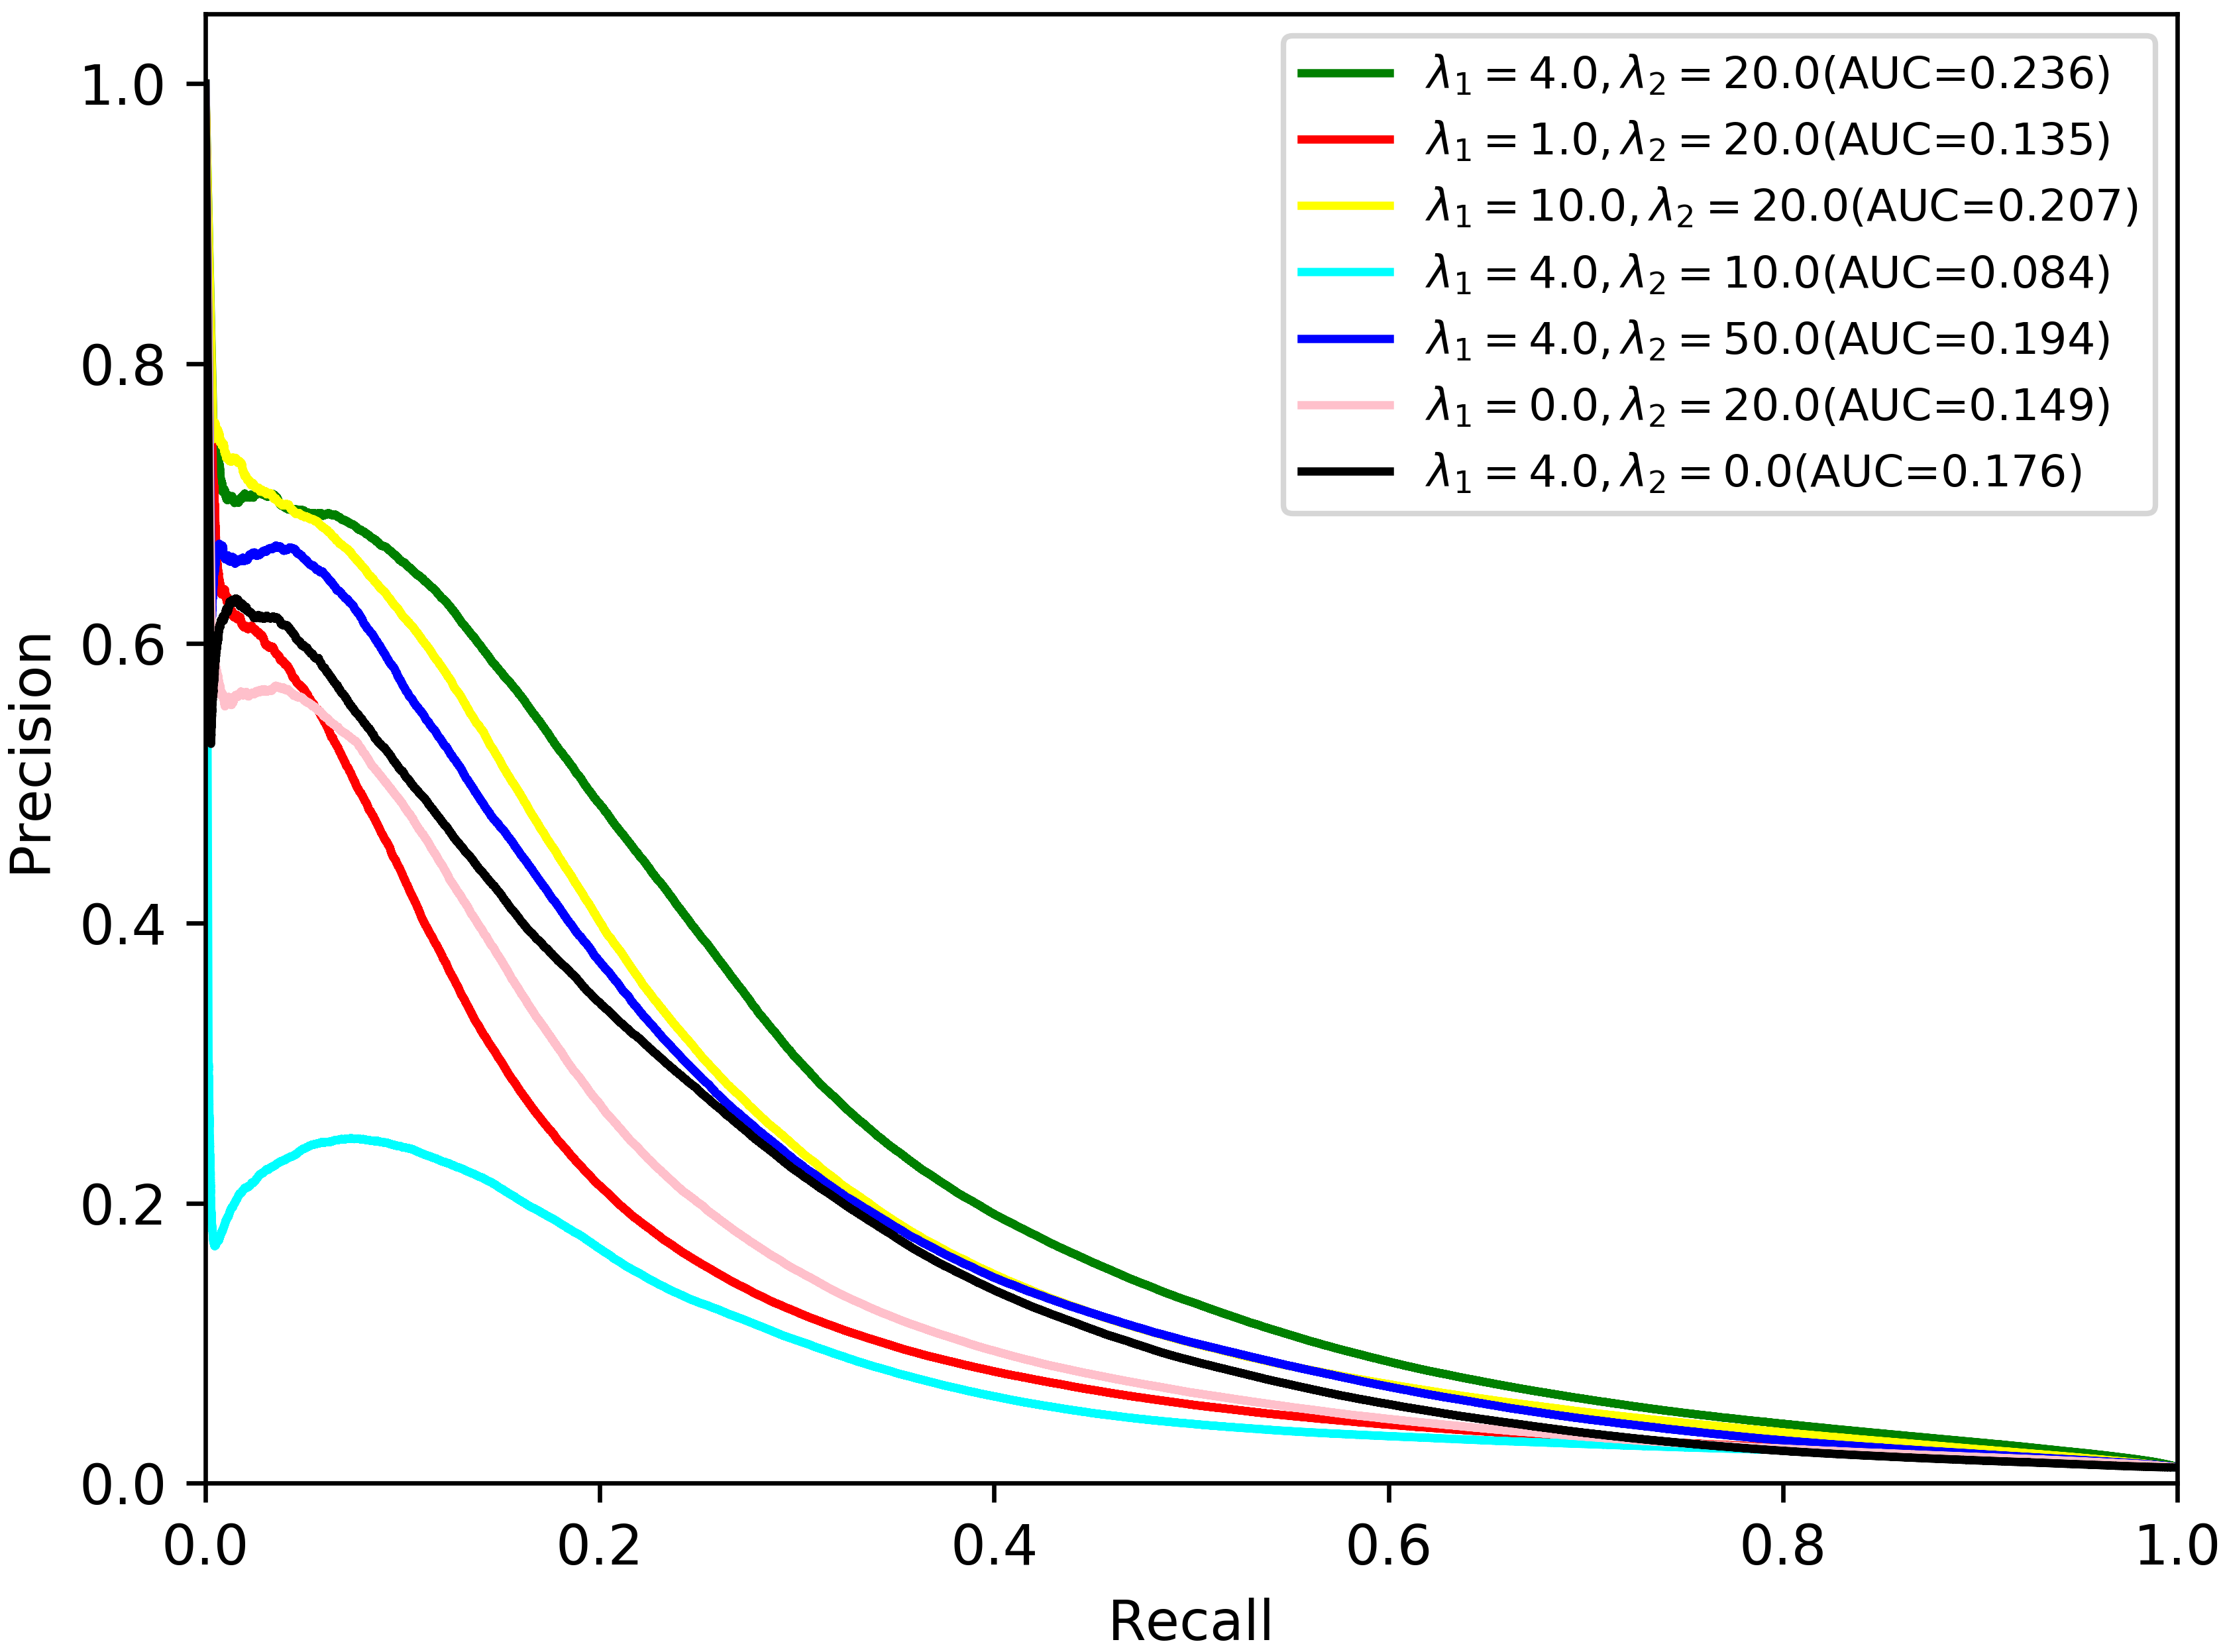 λ1 = 4.0, λ2 = 20.0(AUC=0.236)
λ1 = 1.0, λ2 = 20.0(AUC=0.135)
λ1 = 10.0, λ2 = 20.0(AUC=0.207)
λ1 = 4.0, λ2 = 10.0(AUC=0.084)
λ1 = 4.0, λ2 = 50.0(AUC=0.194)
λ1 = 0.0, λ2 = 20.0(AUC=0.149)
λ1 = 4.0, λ2 = 0.0(AUC=0.176)
Precision
1.0
0.8
0.6
0.4
0.2
0.0
0.0 0.2 0.4 0.6 0.8 1.0
Recall